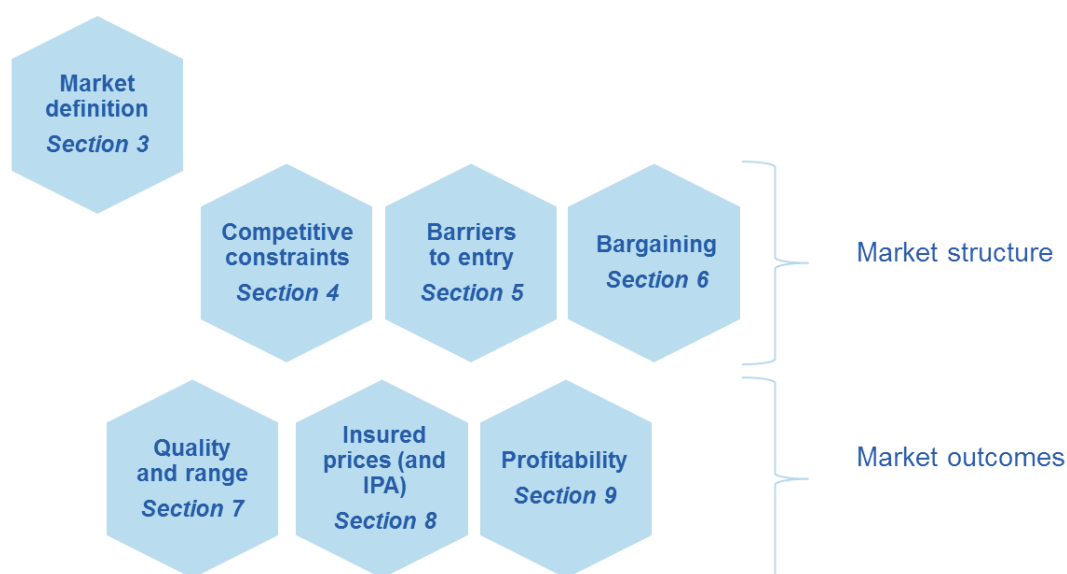 Market
definition
Section 3
Competitive
constraints
Section 4
Barriers
to entry
Section 5
Bargaining
Section 6
Market structure
Quality
and range
Section 7
Insured
prices (and
IPA)
Section 8
Profitability
Section 9
Market outcomes